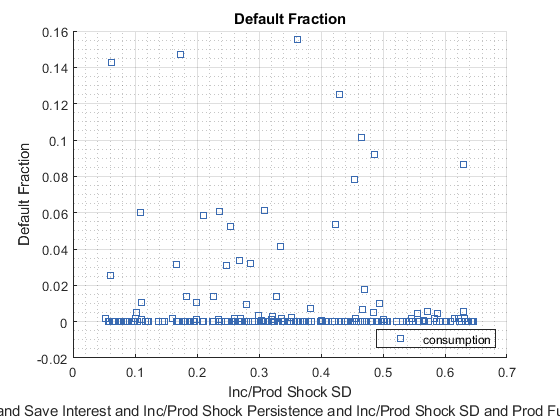 Default Fraction
0.16
0.14
0.12
0.1
0.08
0.06
0.04
0.02
0
-0.02
Default Fraction
0 0.1 0.2 0.3 0.4 0.5 0.6 0.7
consumption
Inc/Prod Shock SD
and Save Interest and Inc/Prod Shock Persistence and Inc/Prod Shock SD and Prod Fu